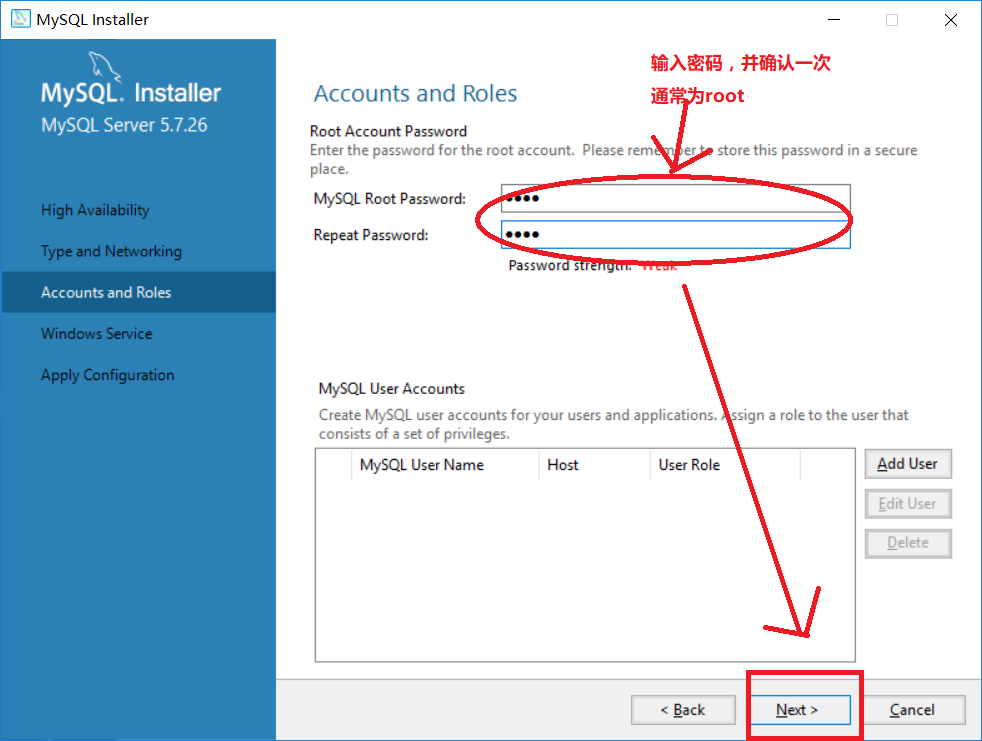 MySQL Installer
MySQL. Installer
MySQL Server 5.7.26
High Availability
Type and Networking
Accounts and Roles
Windows Service
Apply Configuration
输入密码，并确认一次
通常为root
Accounts and Roles
Root Account Password
Enter the password for the root account. Please remember to store this password in a secure
place.
MySQL Root Password:
Repeat Password:
Password strength: Weak
MySQL User Accounts
Create MySQL user accounts for your users and applications. Assign a role to the user that
consists of a set of privileges.
MySQL User Name Host User Role
Add User
Edit User
Delete
< Back Next > Cancel